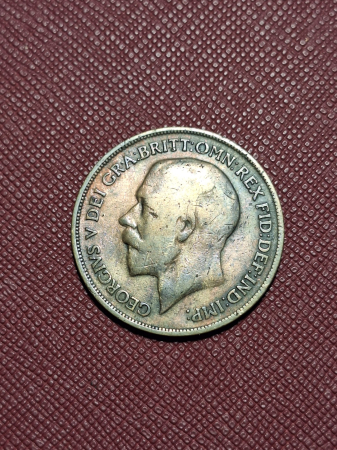 GEORGIVS V DEI GRA:BRITT:OMN:REX FID:DEF:IND:IMP: